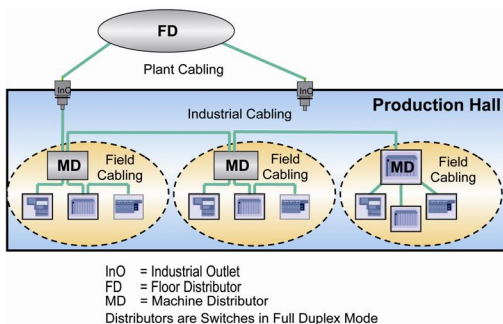 FD
Plant Cabling
InO
InO
Industrial Cabling
Production Hall
MD
Field
Cabling
MD
Field
Cabling
MD
Field
Cabling
InO = Industrial Outlet
FD = Floor Distributor
MD = Machine Distributor
Distributors are Switches in Full Duplex Mode